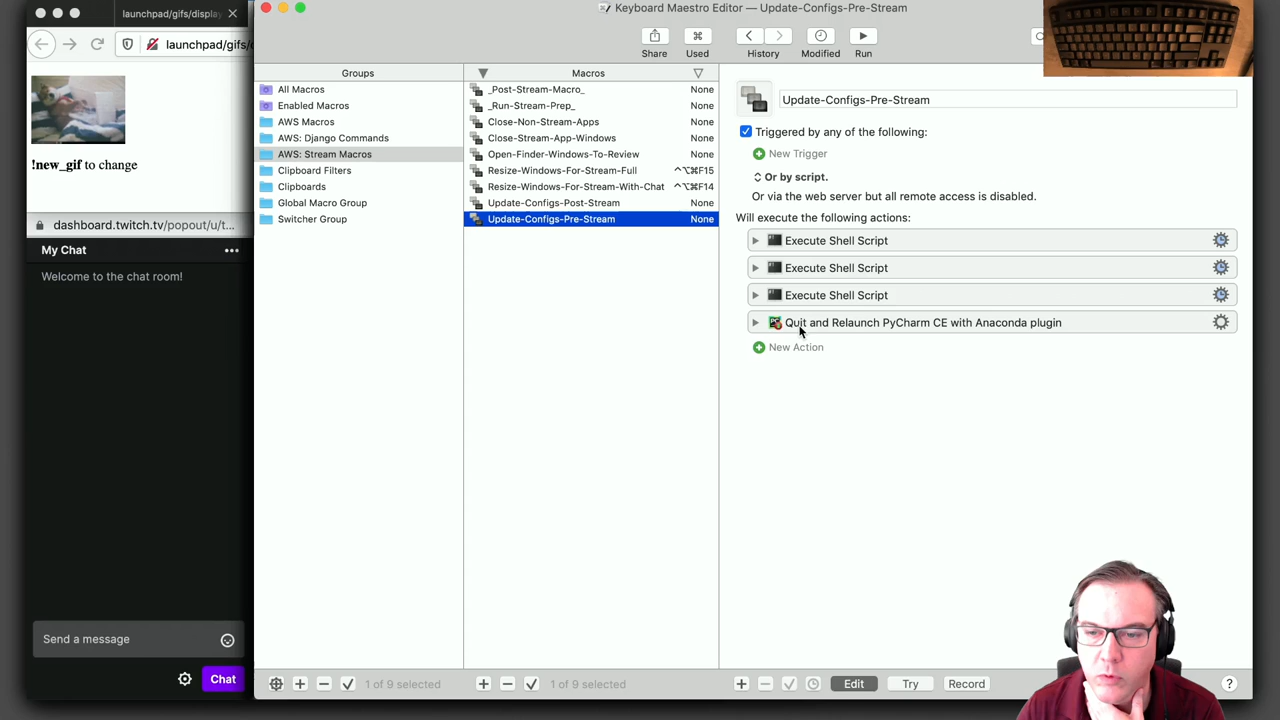 launchpad/gifs/display
launchpad/gifs/d
!new_gif to change
dashboard.twitch.tv/popout/u/t...
My Chat
Welcome to the chat room!
Send a message
Chat
Keyboard Maestro Editor — Update-Configs-Pre-Stream
Share
Used
History
Modified
Run
Groups
All Macros
Enabled Macros
AWS Macros
AWS: Django Commands
AWS: Stream Macros
Clipboard Filters
Clipboards
Global Macro Group
Switcher Group
1 of 9 selected
Macros
_Post-Stream-Macro_ None
_Run-Stream-Prep_ None
Close-Non-Stream-Apps None
Close-Stream-App-Windows None
Open-Finder-Windows-To-Review None
Resize-Windows-For-Stream-Full ^⌥⌘F15
Resize-Windows-For-Stream-With-Chat ^⌥⌘F14
Update-Configs-Post-Stream None
Update-Configs-Pre-Stream None
1 of 9 selected
Update-Configs-Pre-Stream
Triggered by any of the following:
New Trigger
Or by script.
Or via the web server but all remote access is disabled.
Will execute the following actions:
Execute Shell Script
Execute Shell Script
Execute Shell Script
Quit and Relaunch PyCharm CE with Anaconda plugin
New Action
Edit
Try
Record
?